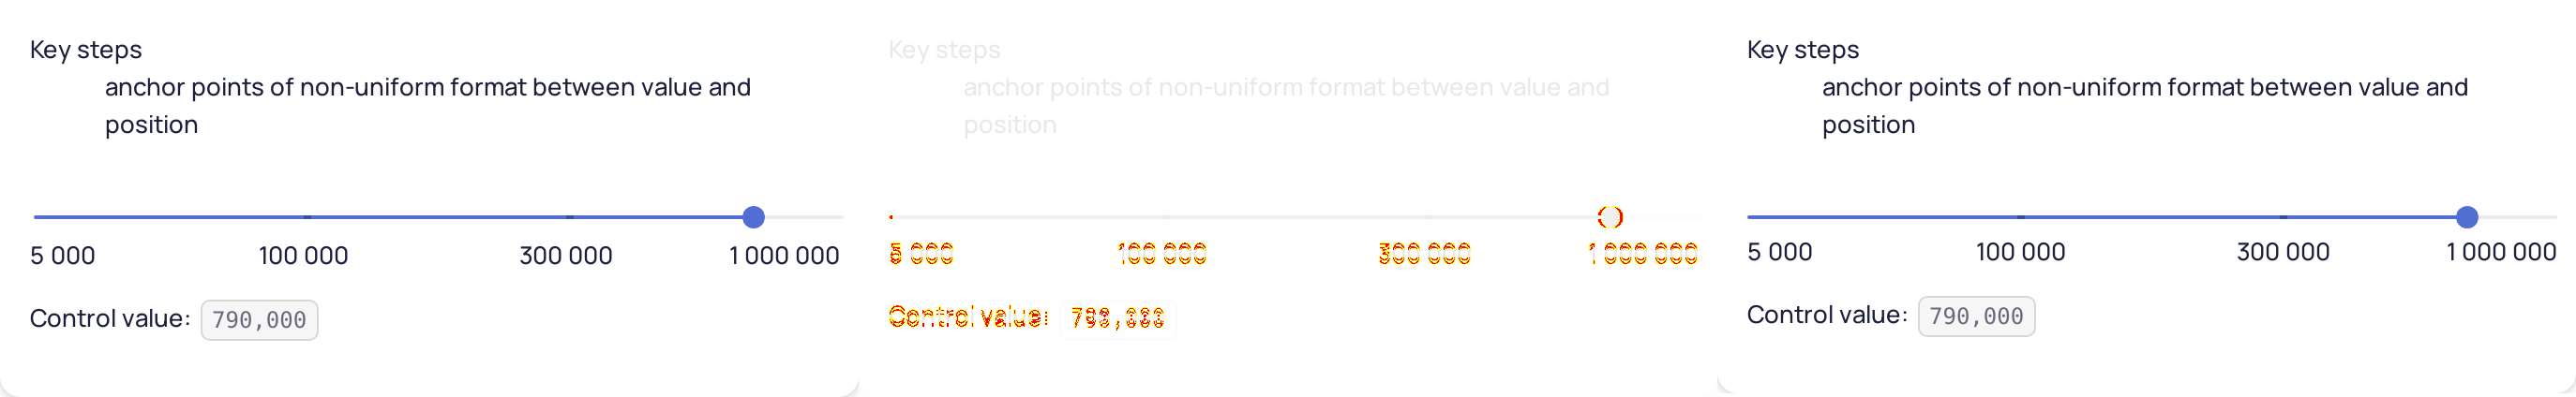 Key steps
anchor points of non-uniform format between value and
position
5 000 100 000 300 000 1 000 000
Control value: 790,000
Key steps
anchor points of non-uniform format between value and
position
5 000 100 000 300 000 1 000 000
Control value: 790,000
Key steps
anchor points of non-uniform format between value and
position
5 000 100 000 300 000 1 000 000
Control value: 790,000